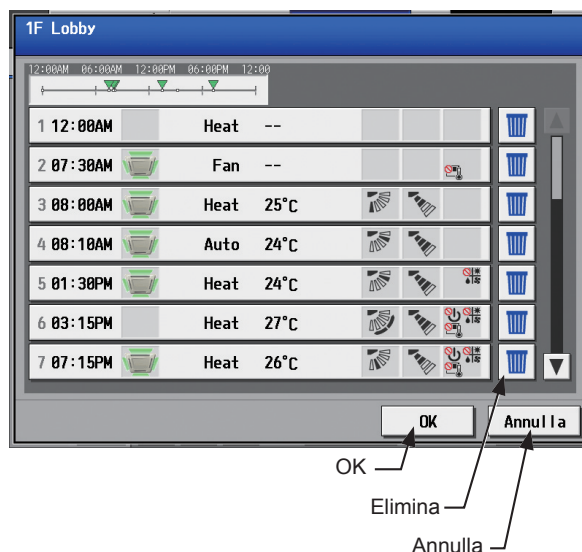 1F Lobby
12:00AM 06:00AM 12:00PM 06:00PM 12:00
1 12:00AM Heat --
2 07:30AM Fan --
3 08:00AM Heat 25°C
4 08:10AM Auto 24°C
5 01:30PM Heat 24°C
6 03:15PM Heat 27°C
7 07:15PM Heat 26°C
OK Annulla
OK
Elimina
Annulla